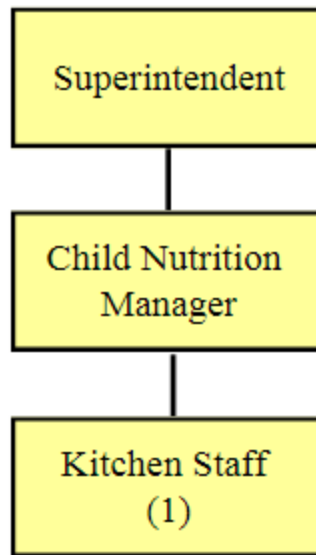 Superintendent
Child Nutrition
Manager
Kitchen Staff
(1)